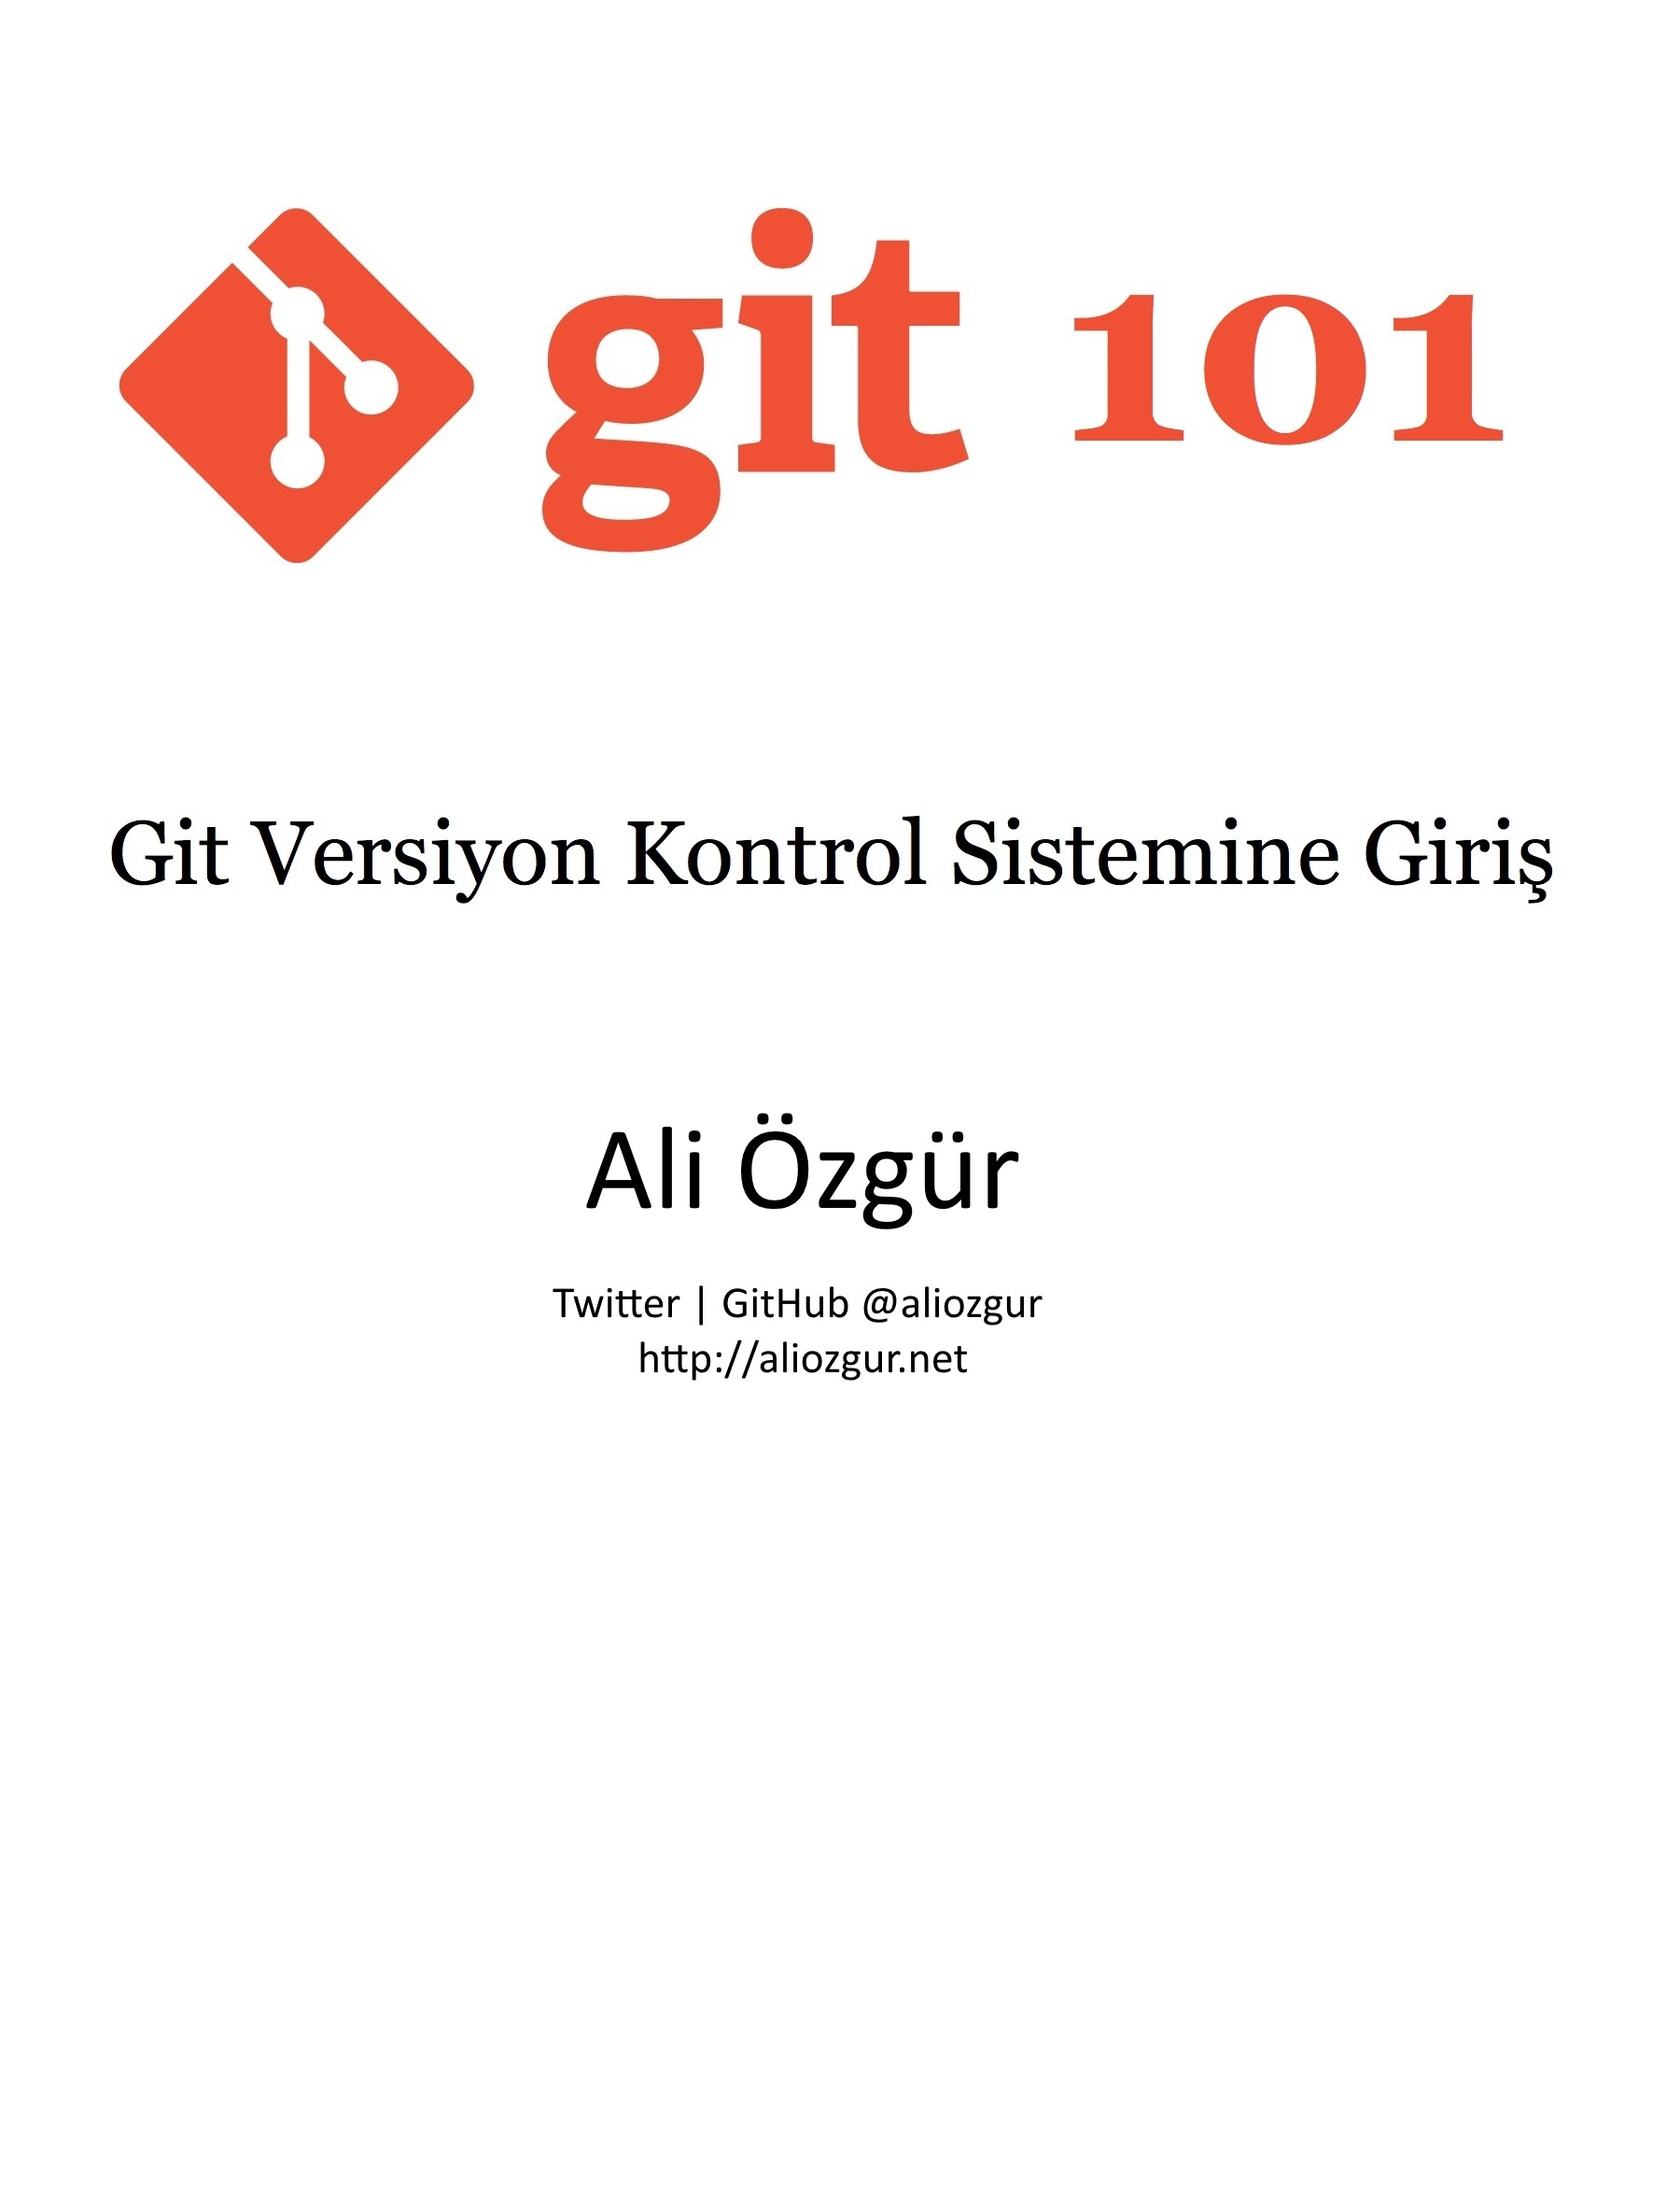 git 101
Git Versiyon Kontrol Sistemine Giriş
Ali Özgür
Twitter | GitHub @aliozgur
http://aliozgur.net